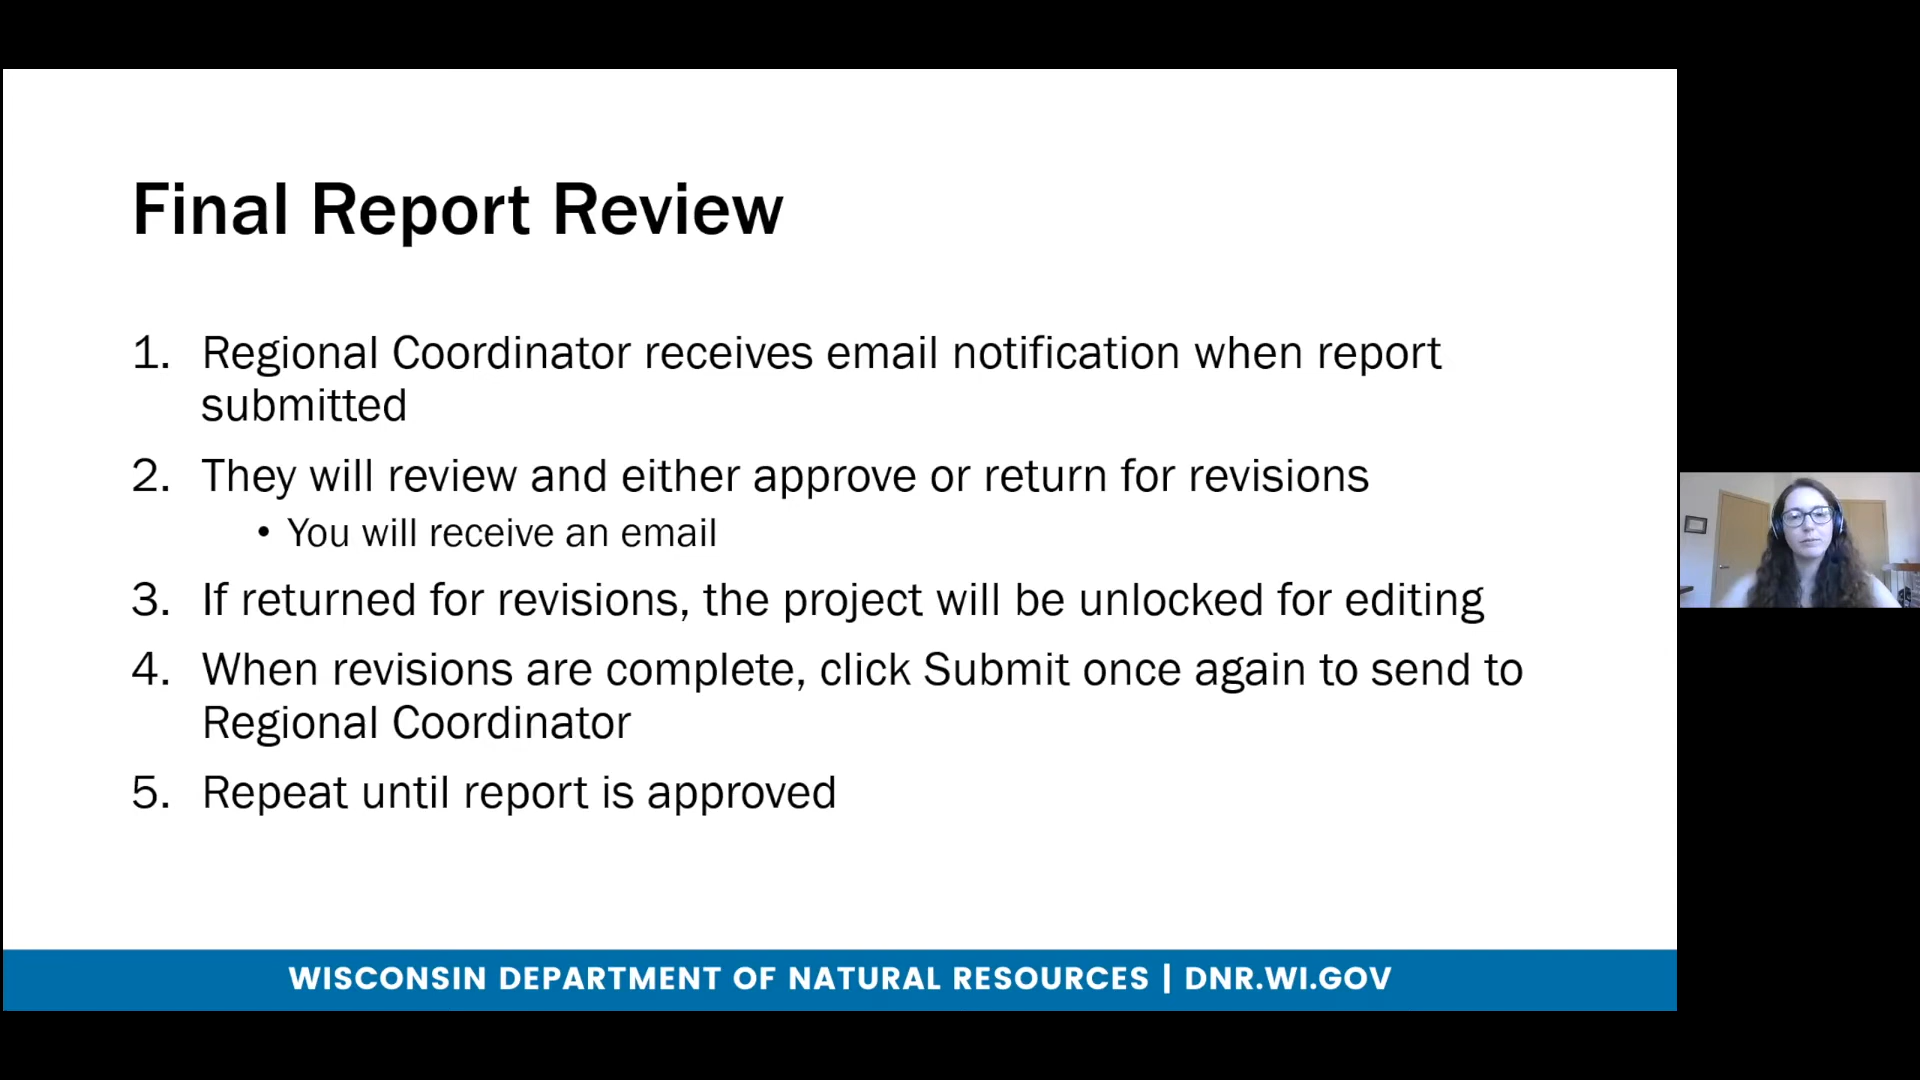 Final Report Review
1. Regional Coordinator receives email notification when report
submitted
2. They will review and either approve or return for revisions
• You will receive an email
3. If returned for revisions, the project will be unlocked for editing
4. When revisions are complete, click Submit once again to send to
Regional Coordinator
5. Repeat until report is approved
WISCONSIN DEPARTMENT OF NATURAL RESOURCES | DNR.WI.GOV